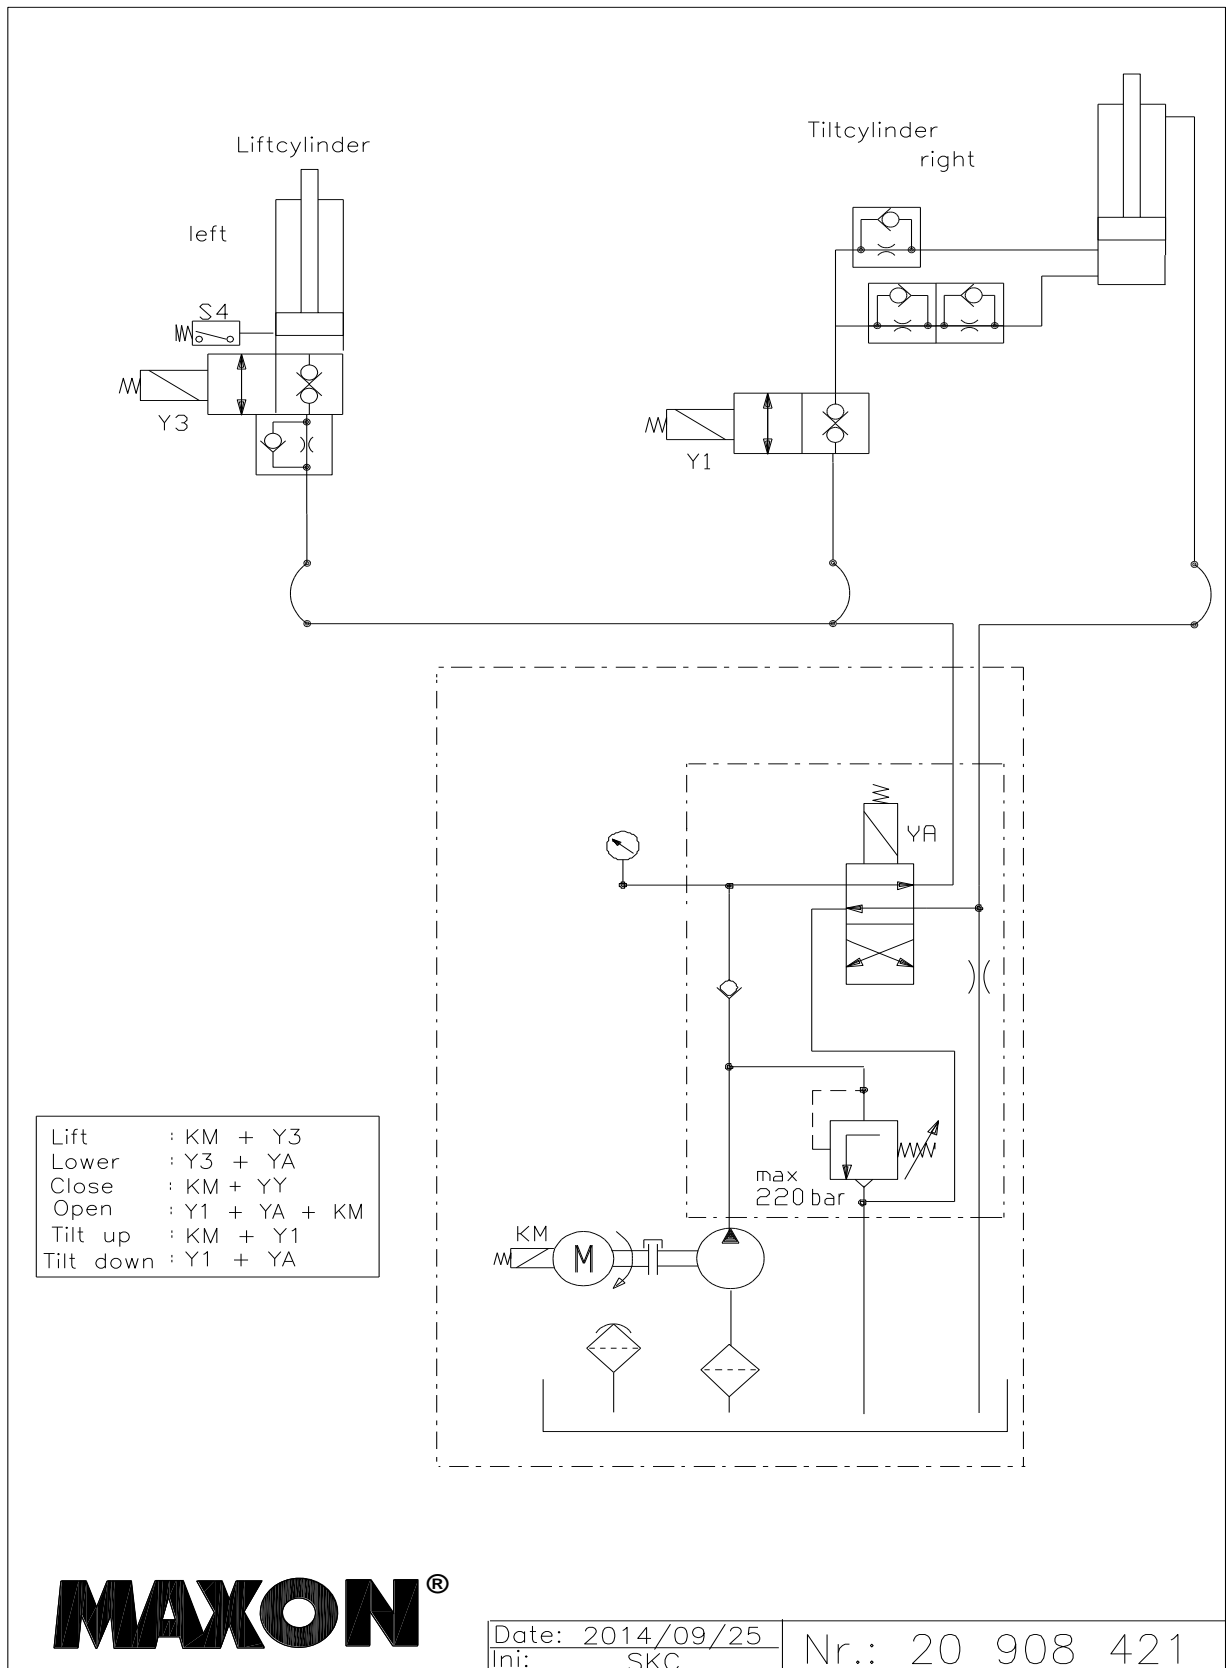 Liftcylinder
left
Tiltcylinder
right
S4
Y3
Y1
YA
Lift : KM + Y3
Lower : Y3 + YA
Close : KM + YY
Open : Y1 + YA + KM
Tilt up : KM + Y1
Tilt down : Y1 + YA
max
220 bar
KM
M
MAXON®
Date: 2014/09/25
Ini: SKC
Nr.: 20 908 421